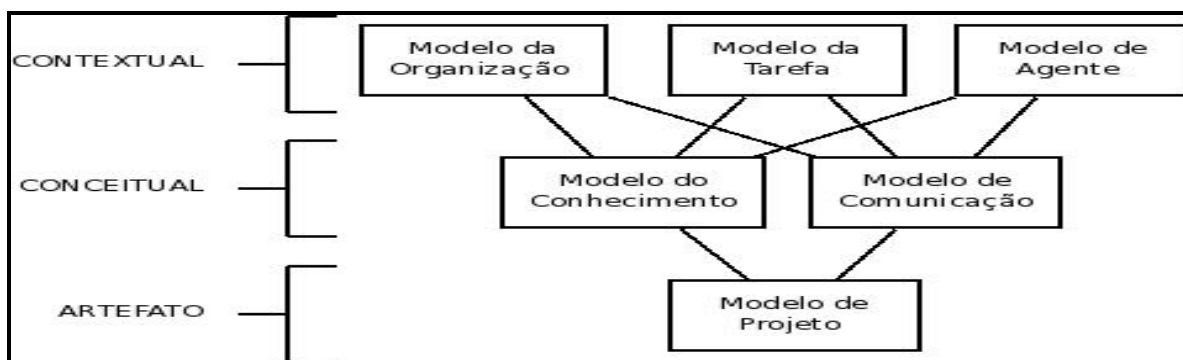 CONTEXTUAL
Modelo da
Organização
Modelo da
Tarefa
Modelo de
Agente
CONCEITUAL
Modelo do
Conhecimento
Modelo de
Comunicação
ARTEFATO
Modelo de
Projeto